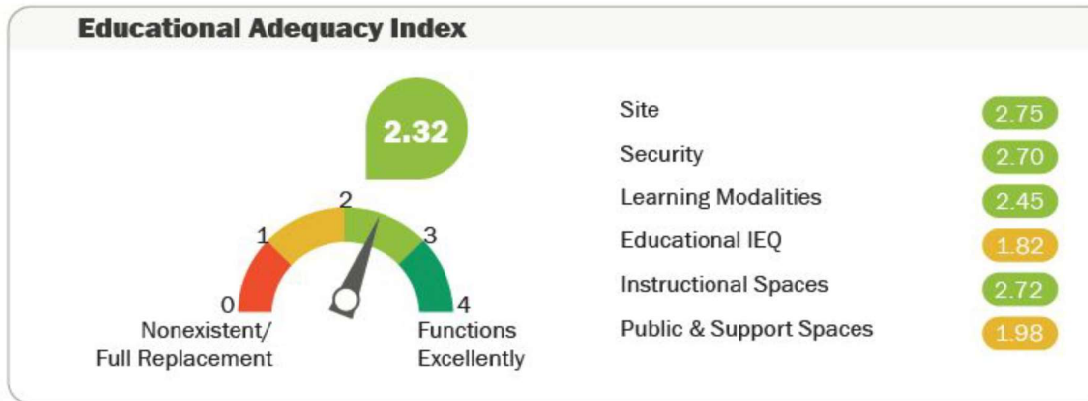 Educational Adequacy Index
2.32
0
1
2
3
4
Nonexistent/
Full Replacement
Functions
Excellently
Site 2.75
Security 2.70
Learning Modalities 2.45
Educational IEQ 1.82
Instructional Spaces 2.72
Public & Support Spaces 1.98